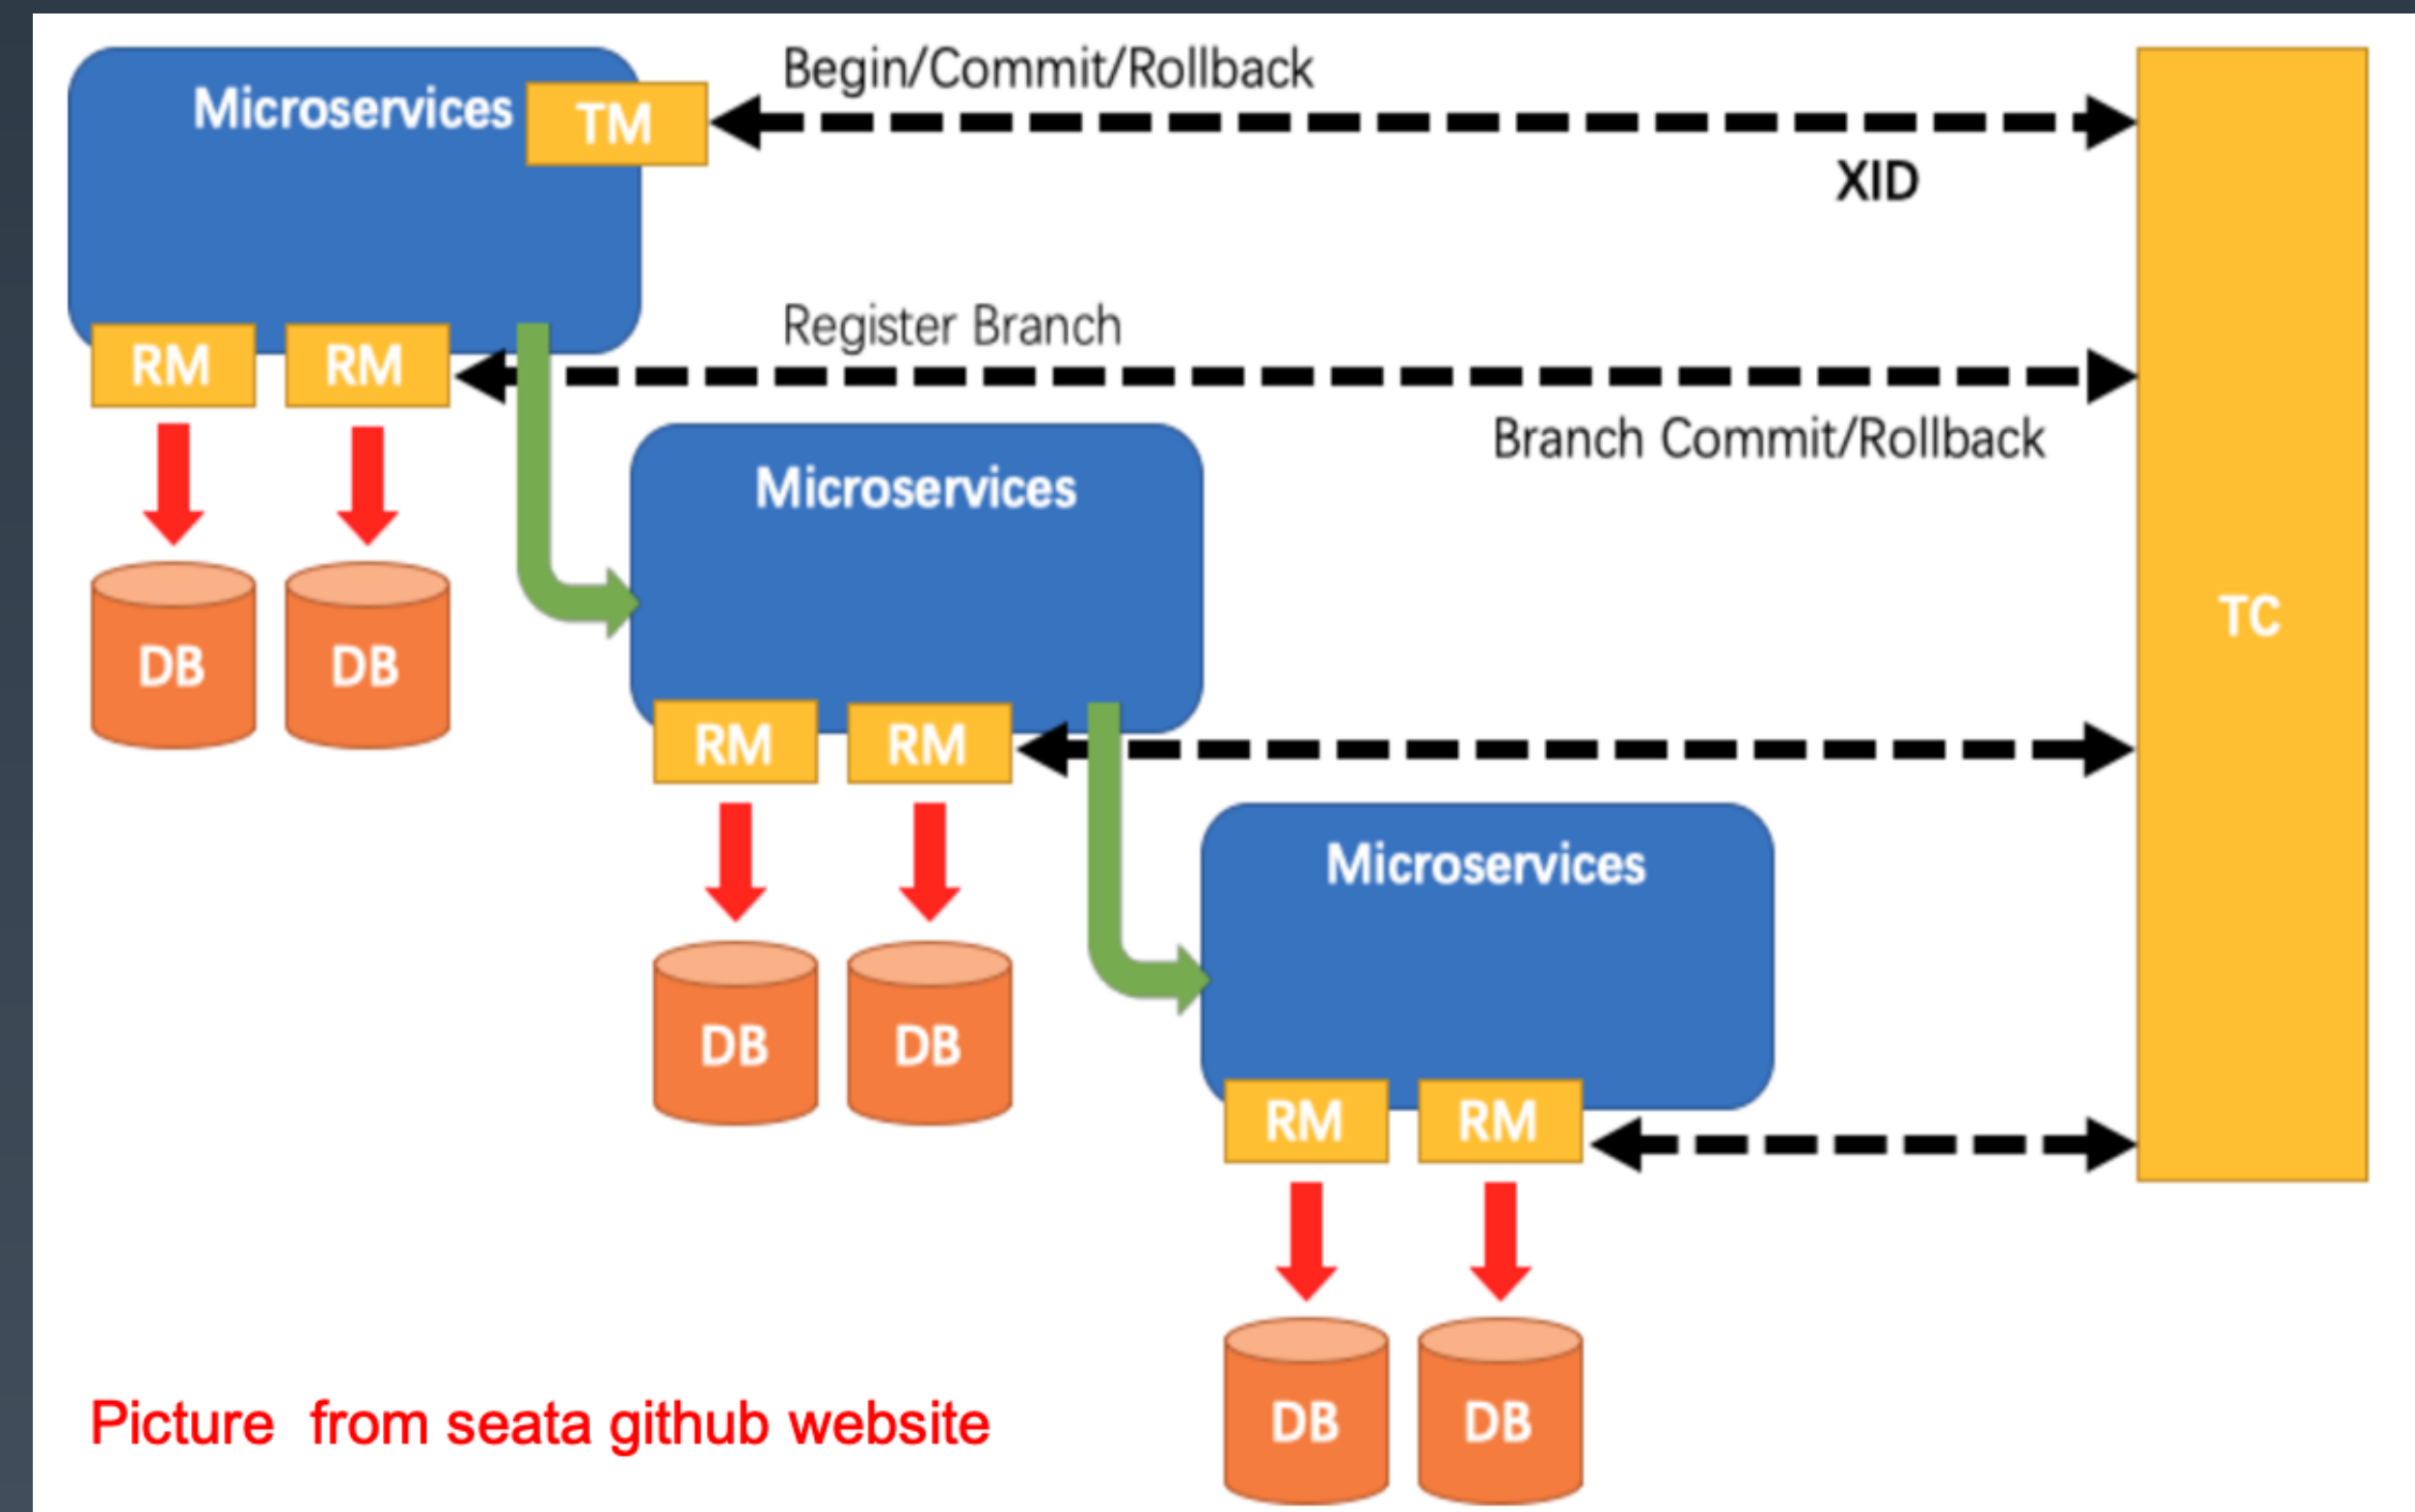 Begin/Commit/Rollback
Microservices
TM
XID
Register Branch
RM
RM
Branch Commit/Rollback
Microservices
TC
DB
DB
RM
RM
Microservices
DB
DB
RM
RM
Picture from seata github website
DB
DB